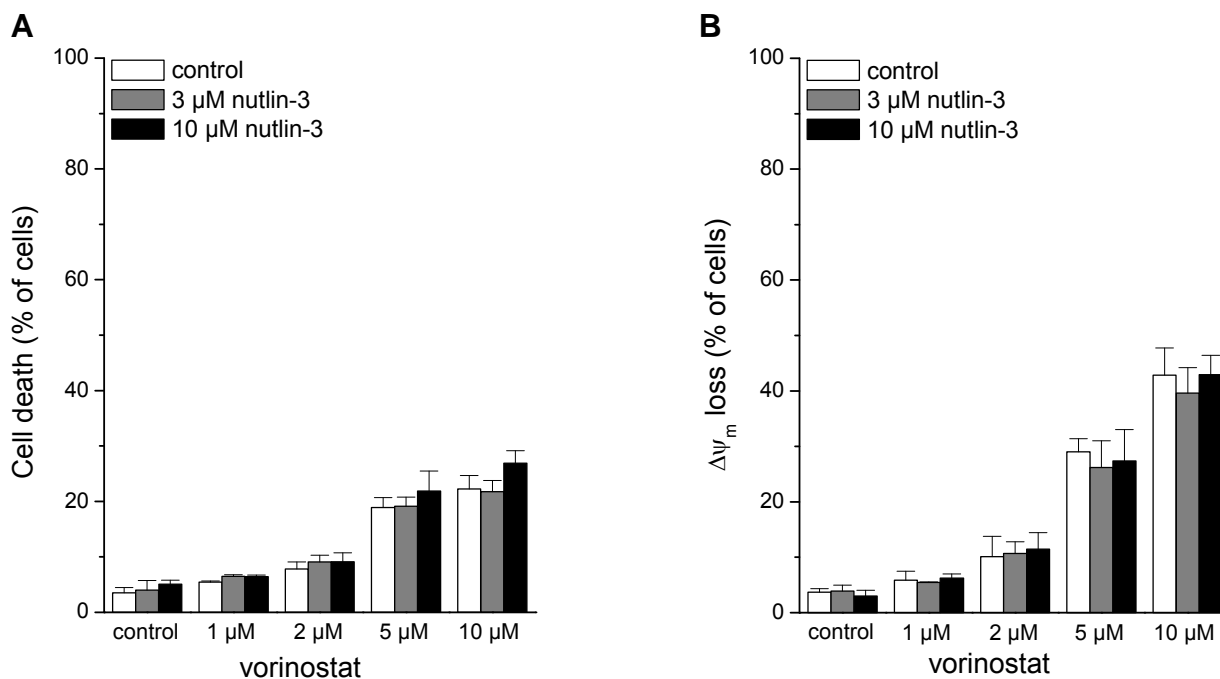 A
100
80
60
40
20
0
Cell death (% of cells)
control
3 µM nutlin-3
10 µM nutlin-3
control 1 µM 2 µM 5 µM 10 µM
vorinostat
B
100
80
60
40
20
0
Δψm loss (% of cells)
control
3 µM nutlin-3
10 µM nutlin-3
control 1 µM 2 µM 5 µM 10 µM
vorinostat